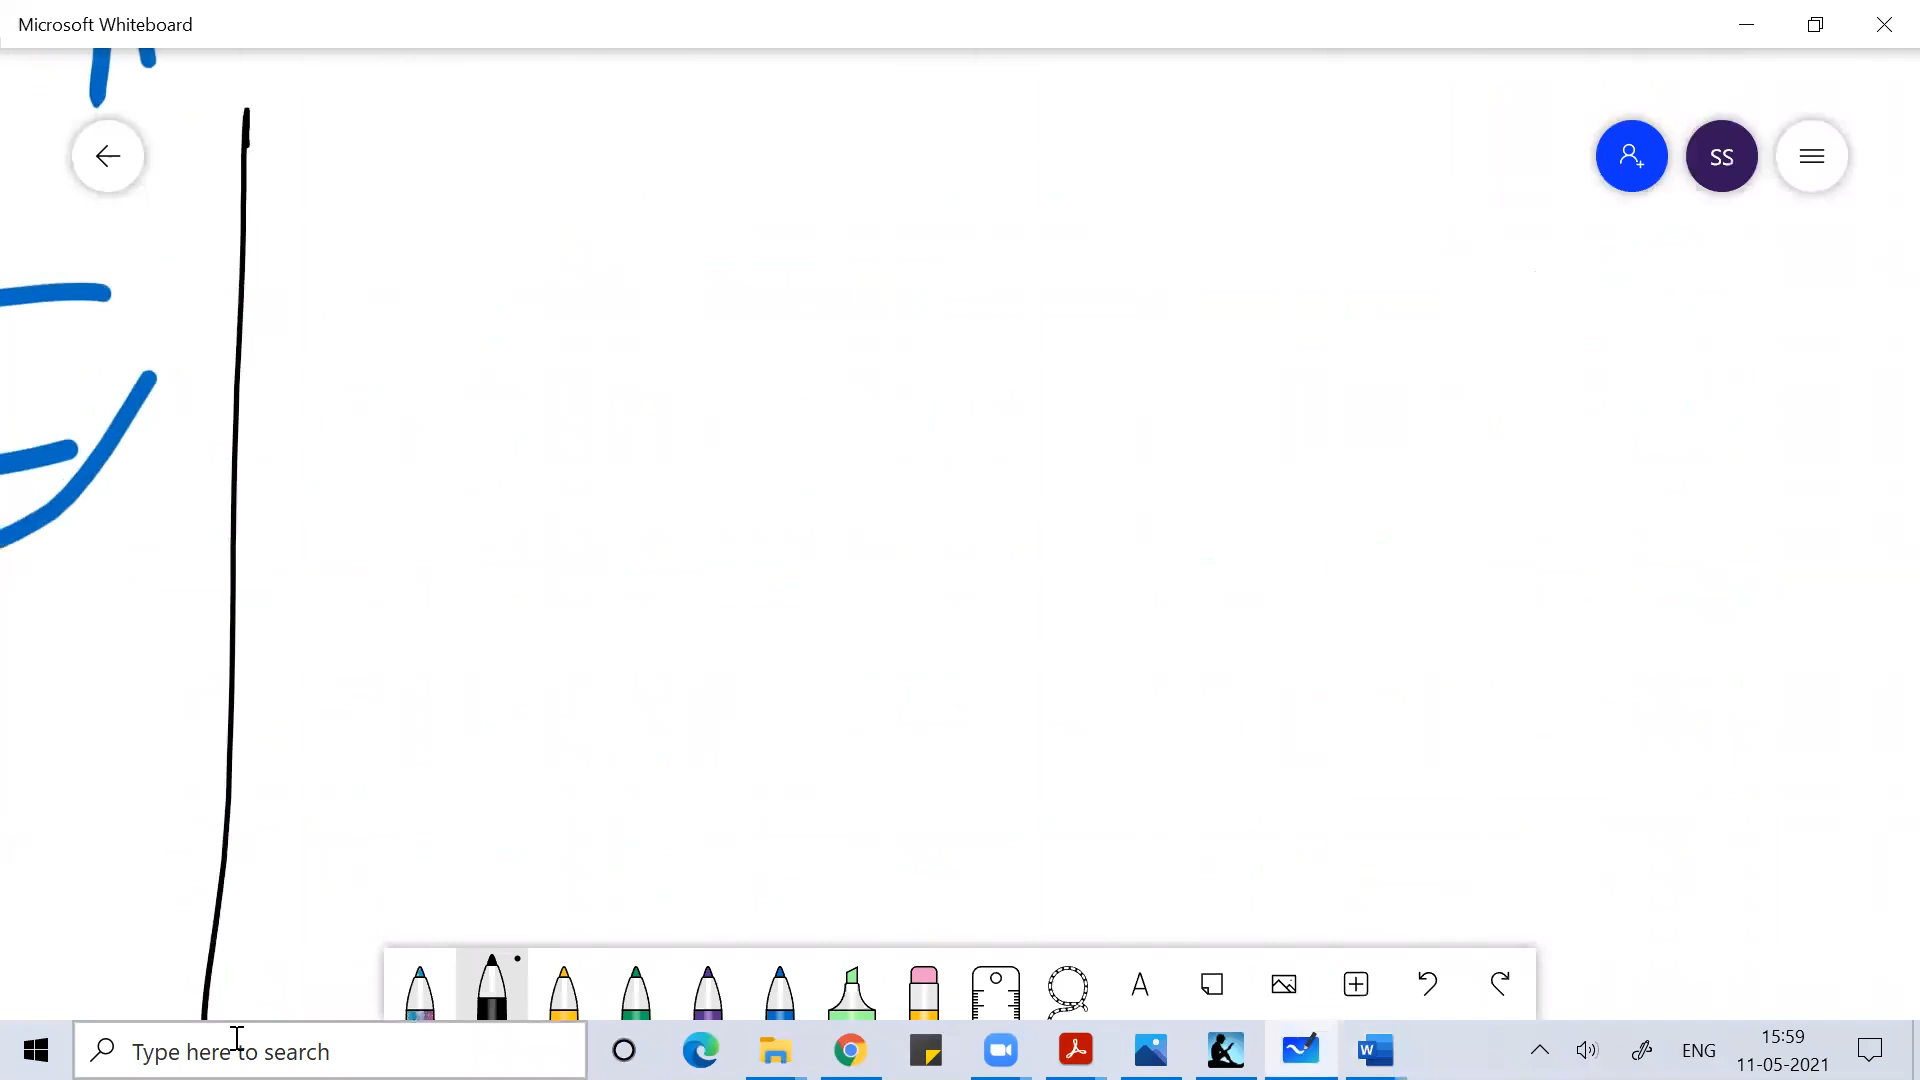 Microsoft Whiteboard
SS
A
Type here to search
W
ENG
15:59
11-05-2021